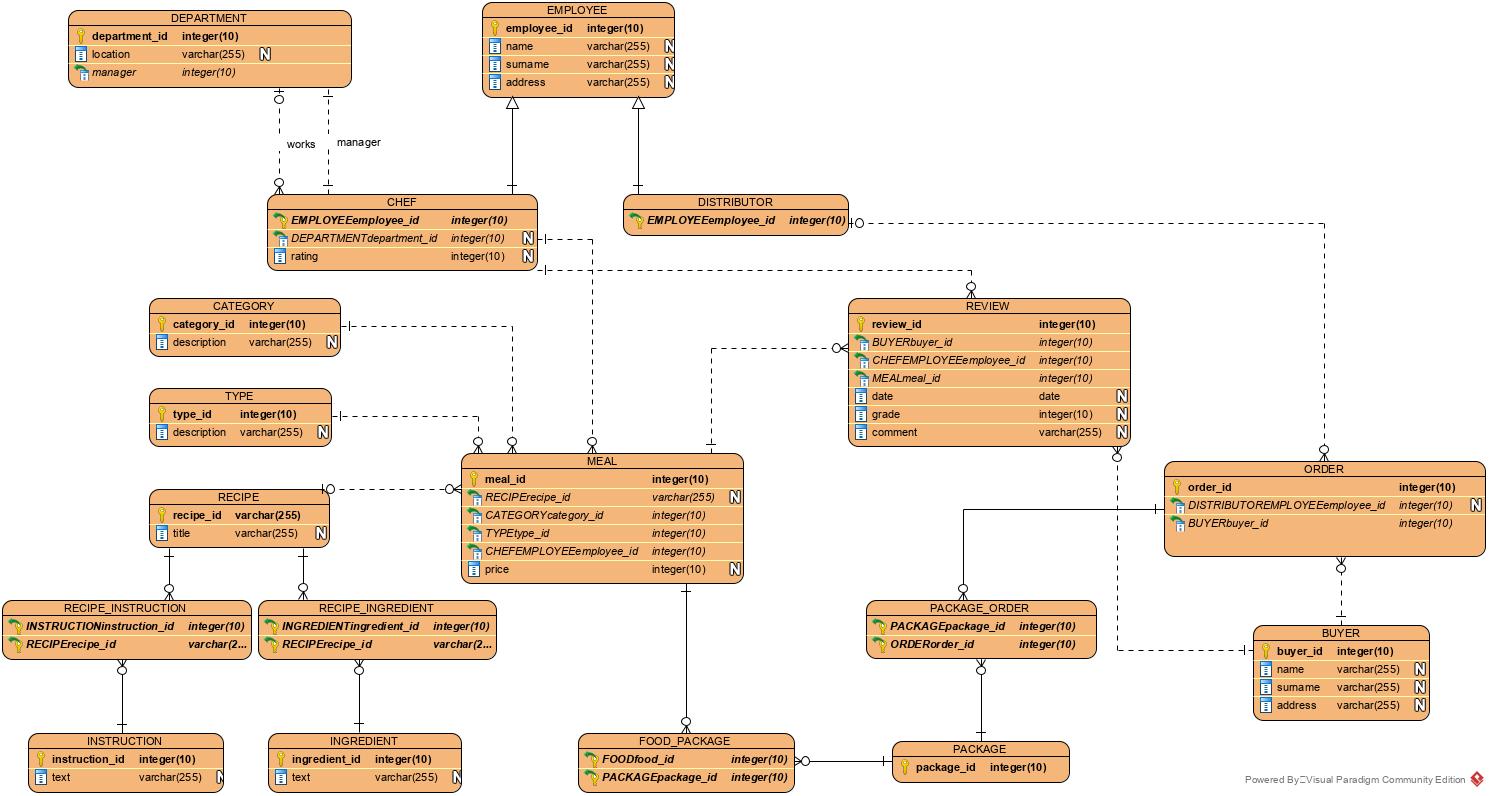 DEPARTMENT
department_id integer(10)
location varchar(255) N
manager integer(10)
EMPLOYEE
employee_id integer(10)
name varchar(255) N
surname varchar(255) N
address varchar(255) N
works
manager
CHEF
EMPLOYEEemployee_id integer(10)
DEPARTMENTdepartment_id integer(10) N
rating integer(10) N
DISTRIBUTOR
EMPLOYEEemployee_id integer(10)
CATEGORY
category_id integer(10)
description varchar(255) N
REVIEW
review_id integer(10)
BUYERbuyer_id integer(10)
CHEFEMPLOYEEemployee_id integer(10)
MEALmeal_id integer(10)
date date N
grade integer(10) N
comment varchar(255) N
TYPE
type_id integer(10)
description varchar(255) N
MEAL
meal_id integer(10)
RECIPErecipe_id varchar(255) N
CATEGORYcategory_id integer(10)
TYPEtype_id integer(10)
CHEFEMPLOYEEemployee_id integer(10)
price integer(10) N
ORDER
order_id integer(10)
DISTRIBUTOREMPLOYEEemployee_id integer(10) N
BUYERbuyer_id integer(10)
RECIPE
recipe_id varchar(255)
title varchar(255) N
RECIPE_INSTRUCTION
INSTRUCTIONinstruction_id integer(10)
RECIPErecipe_id varchar(2...
RECIPE_INGREDIENT
INGREDIENTingredient_id integer(10)
RECIPErecipe_id varchar(2...
PACKAGE_ORDER
PACKAGEpackage_id integer(10)
ORDERorder_id integer(10)
BUYER
buyer_id integer(10)
name varchar(255) N
surname varchar(255) N
address varchar(255) N
INSTRUCTION
instruction_id integer(10)
text varchar(255) N
INGREDIENT
ingredient_id integer(10)
text varchar(255) N
FOOD_PACKAGE
FOODfood_id integer(10)
PACKAGEpackage_id integer(10)
PACKAGE
package_id integer(10)
Powered By Visual Paradigm Community Edition